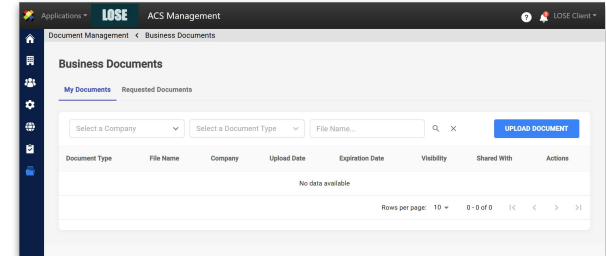 Applications LOSE ACS Management ? LOSE Client
Document Management < Business Documents
Business Documents
My Documents Requested Documents
Select a Company Select a Document Type File Name... UPLOAD DOCUMENT
Document Type File Name Company Upload Date Expiration Date Visibility Shared With Actions
No data available
Rows per page: 10 0 - 0 of 0